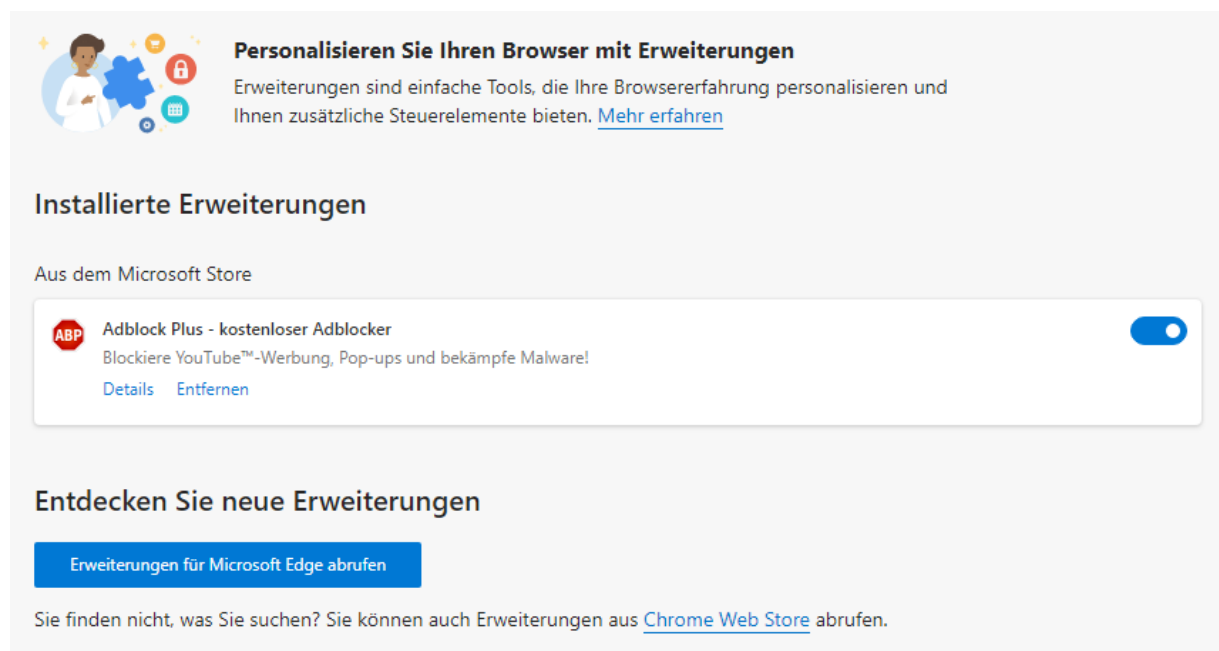 Personalisieren Sie Ihren Browser mit Erweiterungen
Erweiterungen sind einfache Tools, die Ihre Browsererfahrung personalisieren und
Ihnen zusätzliche Steuerelemente bieten. Mehr erfahren
Installierte Erweiterungen
Aus dem Microsoft Store
ABP
Adblock Plus - kostenloser Adblocker
Blockiere YouTube™-Werbung, Pop-ups und bekämpfe Malware!
Details Entfernen
Entdecken Sie neue Erweiterungen
Erweiterungen für Microsoft Edge abrufen
Sie finden nicht, was Sie suchen? Sie können auch Erweiterungen aus Chrome Web Store abrufen.